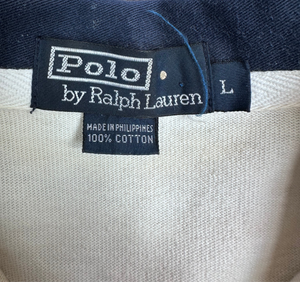 Polo
by Ralph Lauren
L
MADE IN PHILIPPINES
100% COTTON